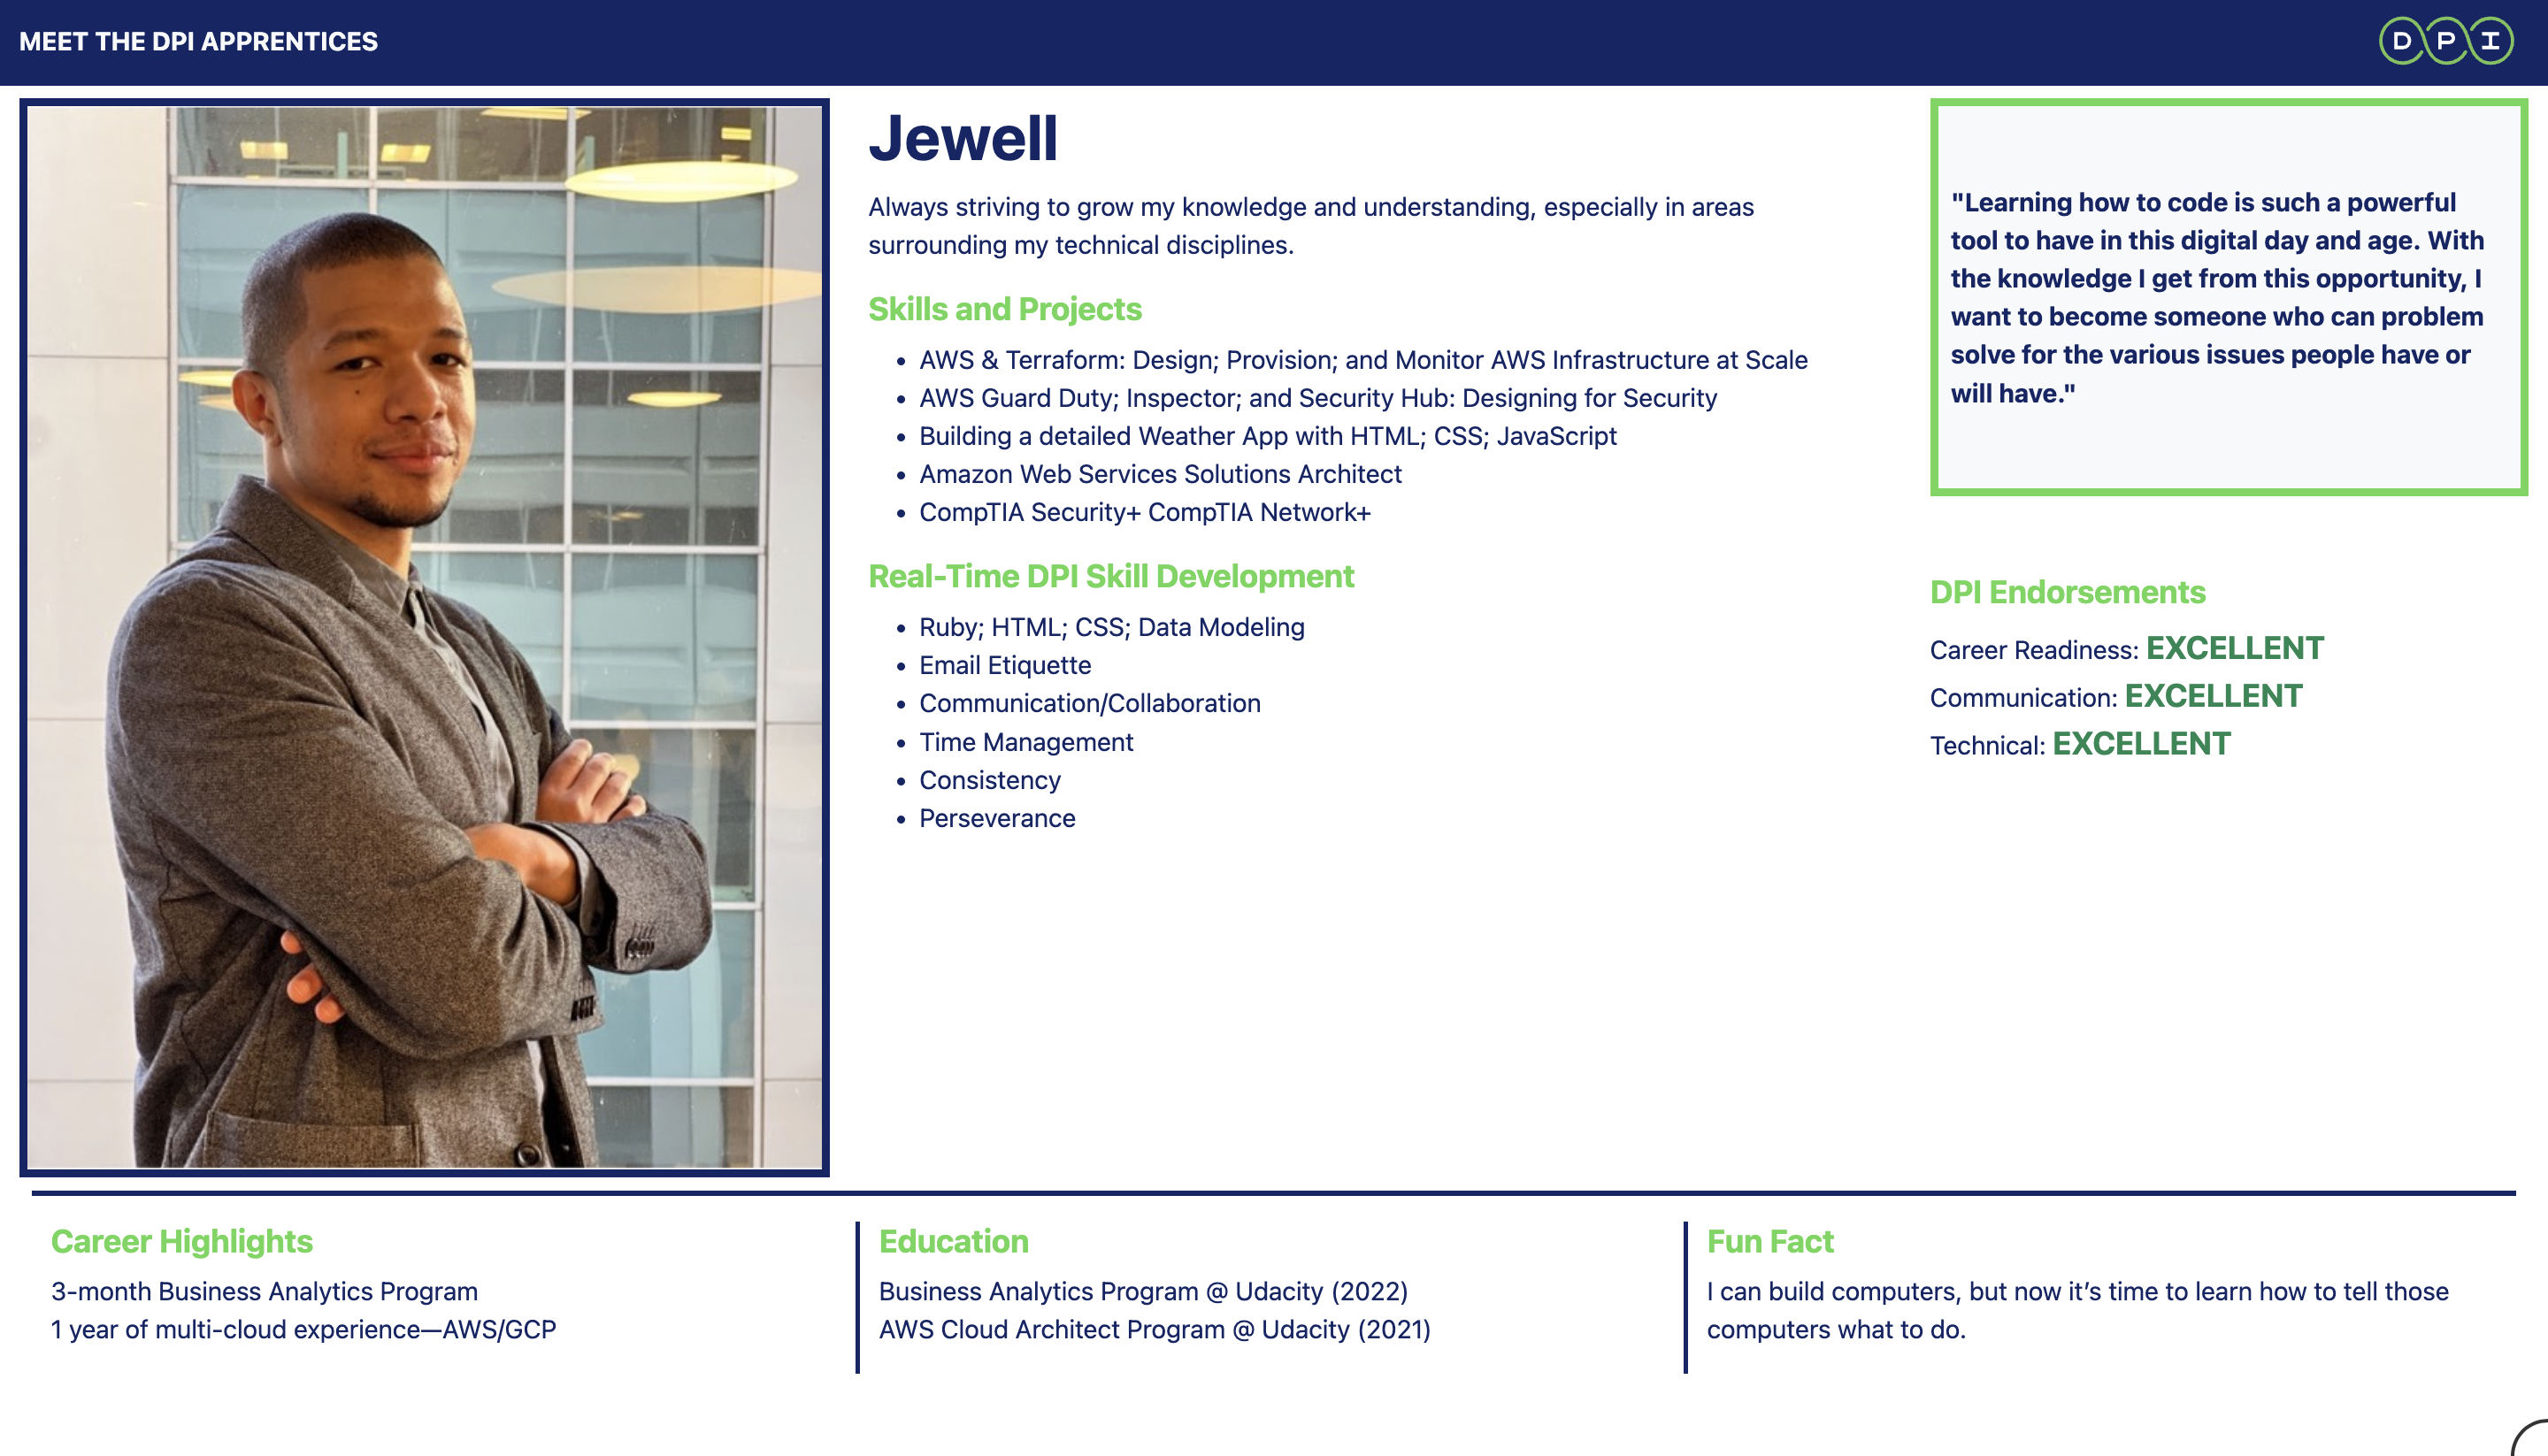 MEET THE DPI APPRENTICES
DPI
Jewell
Always striving to grow my knowledge and understanding, especially in areas
surrounding my technical disciplines.
Skills and Projects
• AWS & Terraform: Design; Provision; and Monitor AWS Infrastructure at Scale
• AWS Guard Duty; Inspector; and Security Hub: Designing for Security
• Building a detailed Weather App with HTML; CSS; JavaScript
• Amazon Web Services Solutions Architect
• CompTIA Security+ CompTIA Network+
Real-Time DPI Skill Development
• Ruby; HTML; CSS; Data Modeling
• Email Etiquette
• Communication/Collaboration
• Time Management
• Consistency
• Perseverance
"Learning how to code is such a powerful
tool to have in this digital day and age. With
the knowledge I get from this opportunity, I
want to become someone who can problem
solve for the various issues people have or
will have."
DPI Endorsements
Career Readiness: EXCELLENT
Communication: EXCELLENT
Technical: EXCELLENT
Career Highlights
3-month Business Analytics Program
1 year of multi-cloud experience—AWS/GCP
Education
Business Analytics Program @ Udacity (2022)
AWS Cloud Architect Program @ Udacity (2021)
Fun Fact
I can build computers, but now it’s time to learn how to tell those
computers what to do.